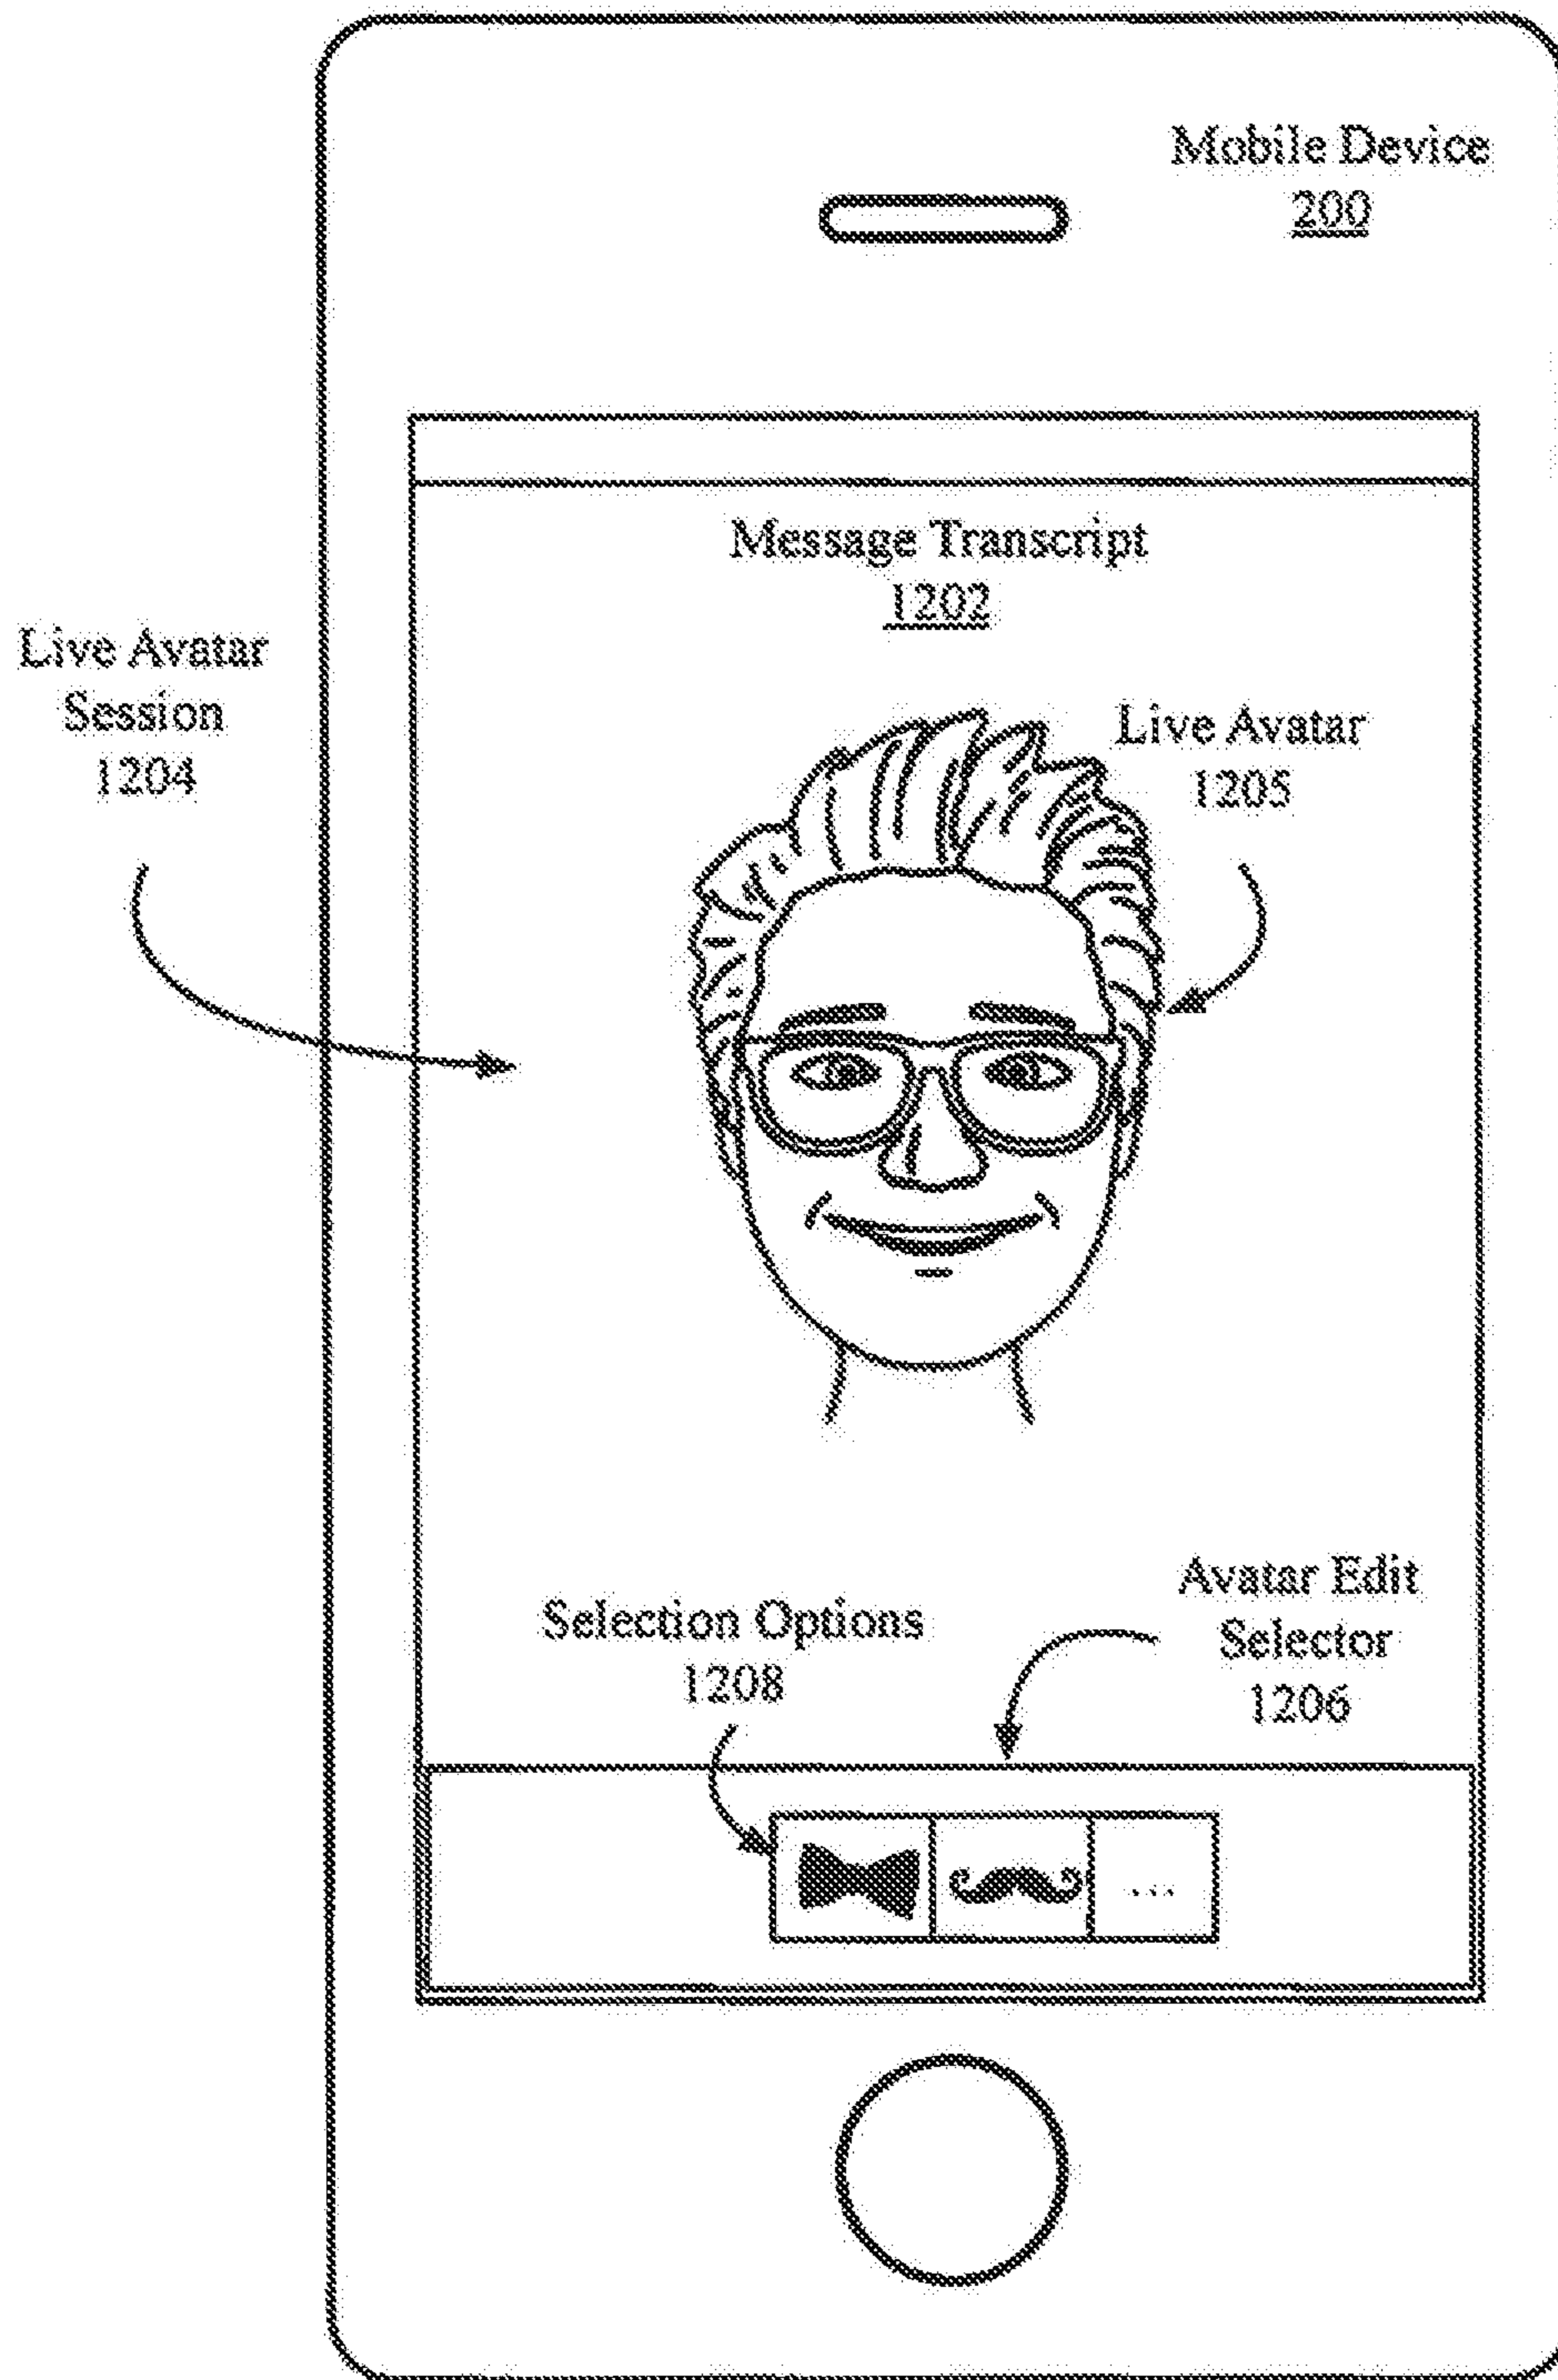 Mobile Device
200
Message Transcript
1202
Live Avatar
Session
1204
Live Avatar
1205
Selection Options
1208
Avatar Edit
Selector
1206
...